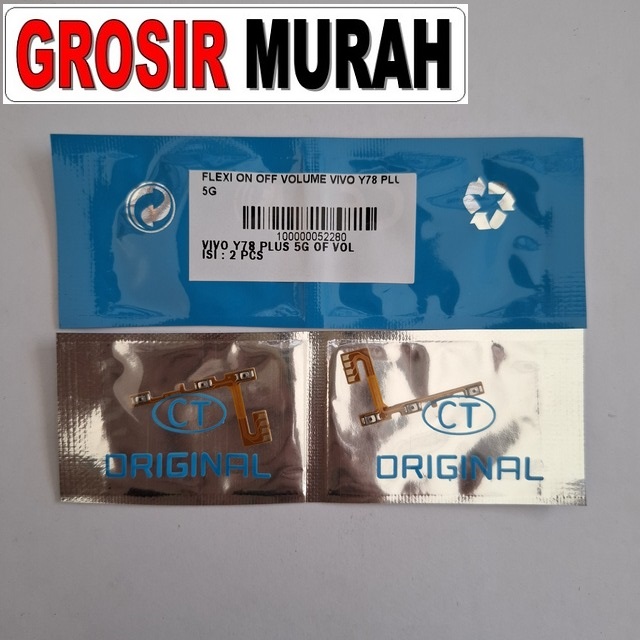 GROSIR MURAH
FLEXI ON OFF VOLUME VIVO Y78 PLU
5G
100000052280
VIVO Y78 PLUS 5G OF VOL
ISI : 2 PCS
CT
ORIGINAL
CT
ORIGINAL